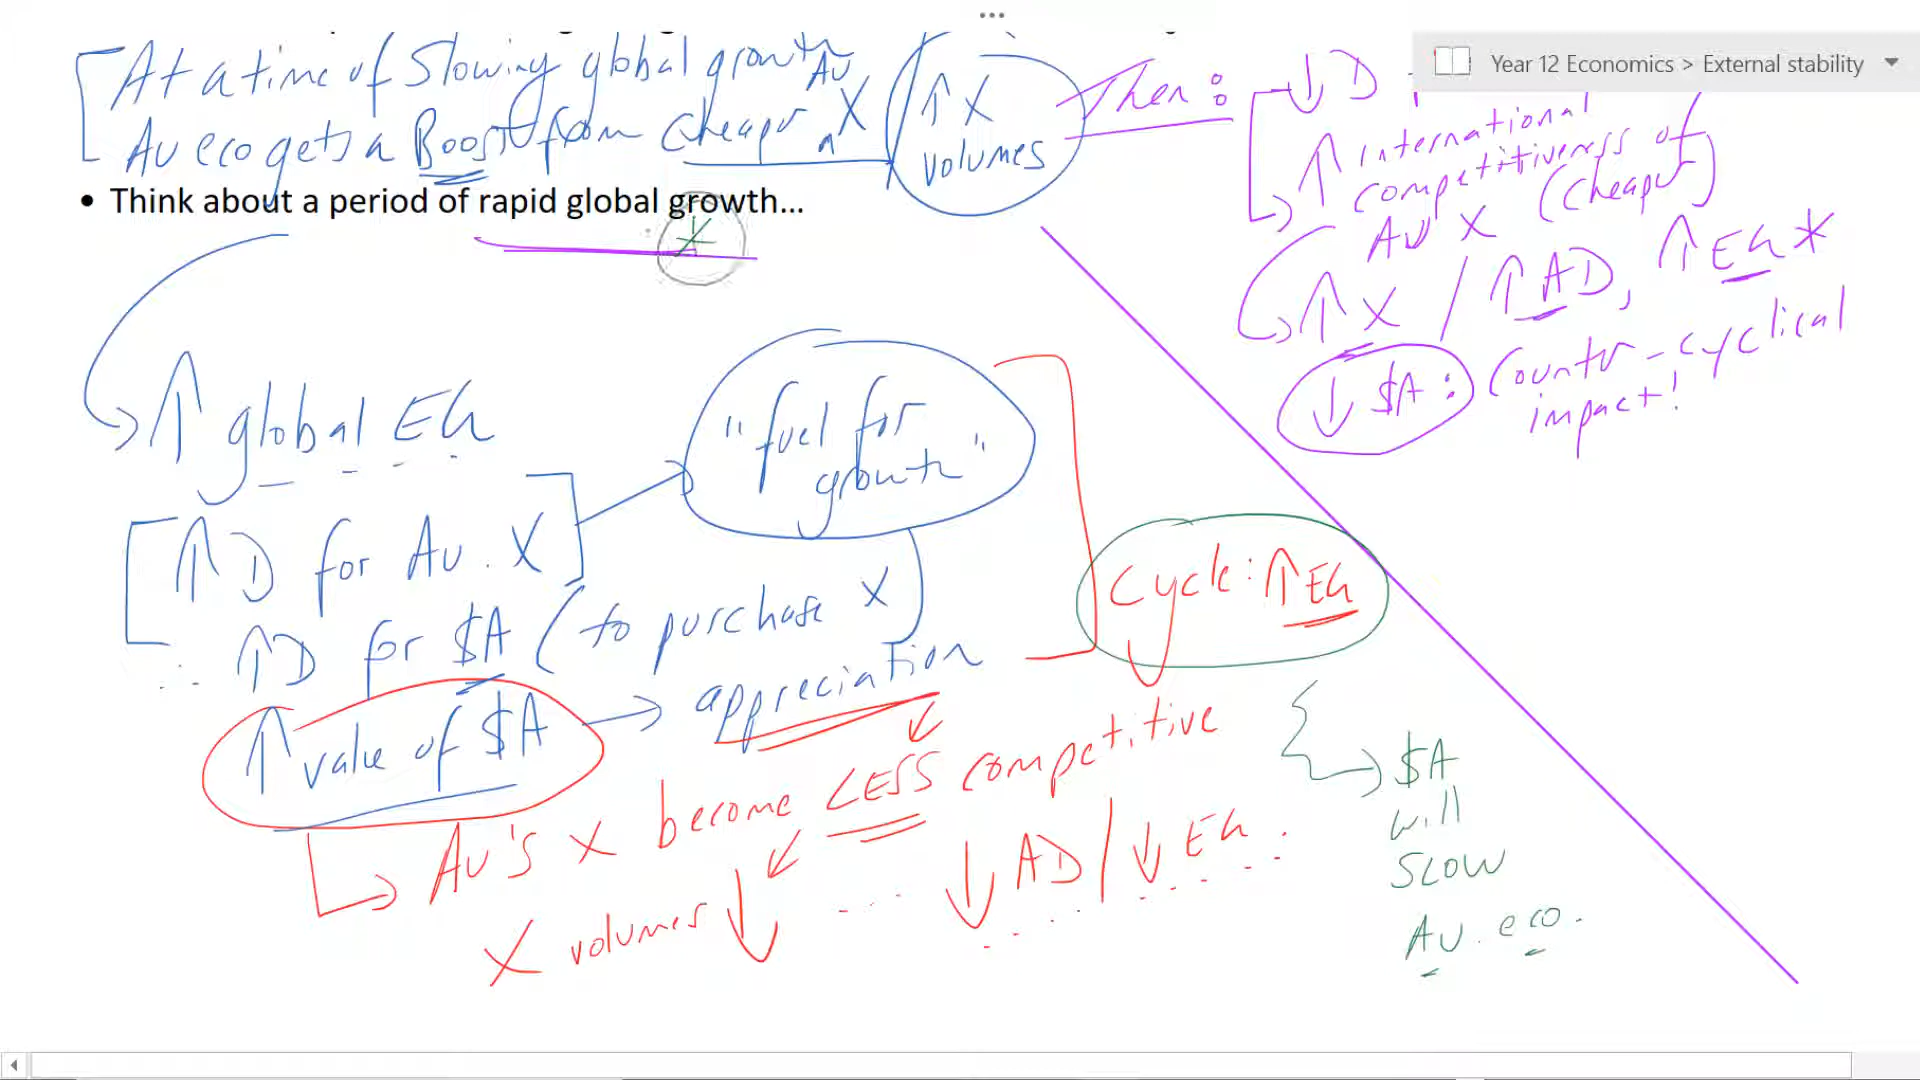 Year 12 Economics > External stability
At a time of slowing global growth
Au eco gets a Boost from cheaper Au X
↑ X
volumes
Then :
↓ D
↑ International
competitiveness of
Au X (cheaper)
↑ X / ↑ AD, ↑ EG *
↓ $A : Counter-cyclical
impact!
• Think about a period of rapid global growth...
↑ global EG
"fuel for
growth"
↑ D for Au. X
∴ ↑ D for $A (to purchase X)
↑ value of $A → appreciation
Cycle: ↑ EG
↓
Au's X become LESS competitive
X volumes ↓ ... ↓ AD / ↓ EG.
→ $A
will
SLOW
Au. eco.